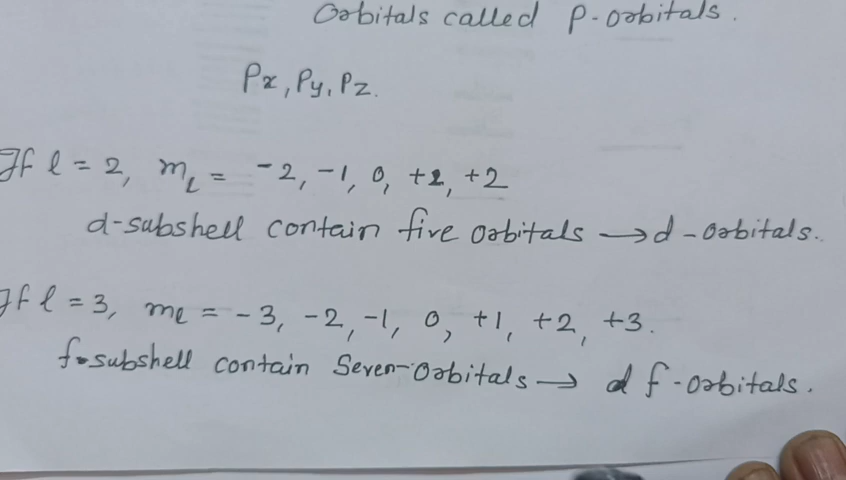 Orbitals called p-orbitals.
Px, Py, Pz.
If l = 2, ml = -2, -1, 0, +1, +2
d-subshell contain five orbitals → d-orbitals.
If l = 3, ml = -3, -2, -1, 0, +1, +2, +3.
f-subshell contain Seven-Orbitals → f-orbitals.